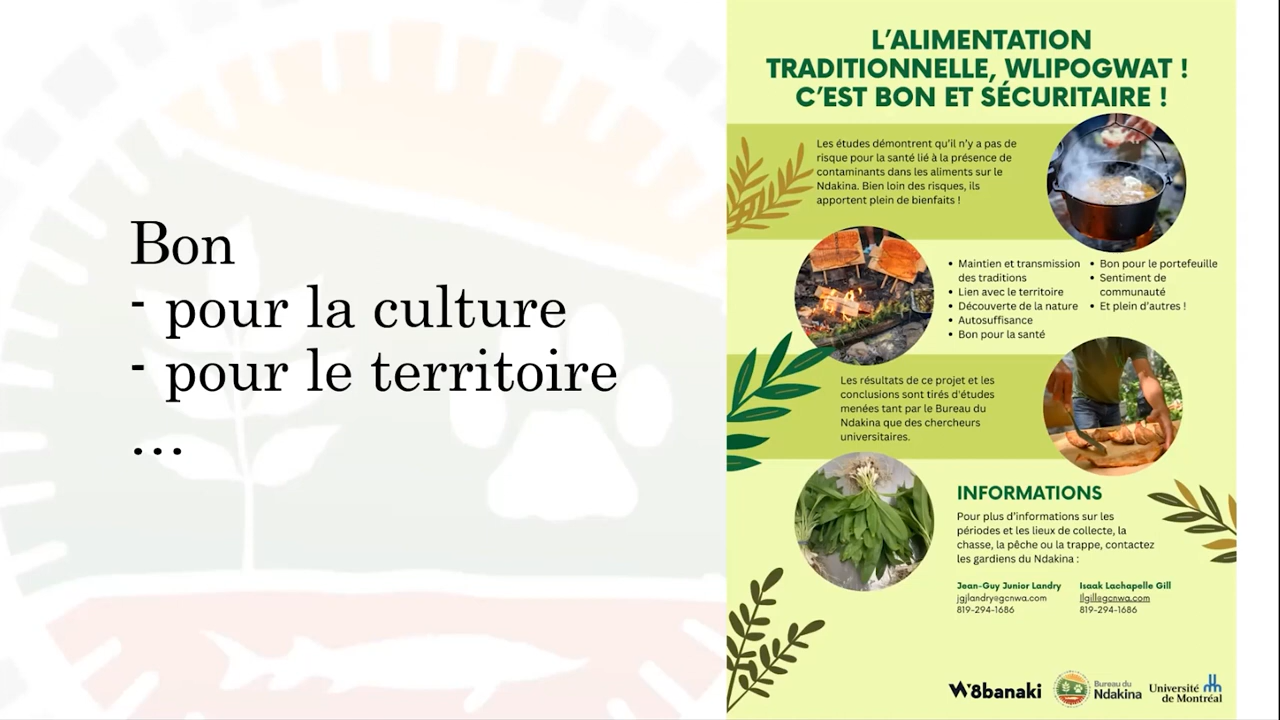 Bon
- pour la culture
- pour le territoire
...
L'ALIMENTATION
TRADITIONNELLE, WLIPOGWAT !
C'EST BON ET SÉCURITAIRE !
Les études démontrent qu'il n'y a pas de
risque pour la santé lié à la présence de
contaminants dans les aliments sur le
Ndakina. Bien loin des risques, ils
apportent plein de bienfaits !
• Maintien et transmission
des traditions
• Lien avec le territoire
• Découverte de la nature
• Autosuffisance
• Bon pour la santé
• Bon pour le portefeuille
• Sentiment de
communauté
• Et plein d'autres !
Les résultats de ce projet et les
conclusions sont tirés d'études
menées tant par le Bureau du
Ndakina que des chercheurs
universitaires.
INFORMATIONS
Pour plus d'informations sur les
périodes et les lieux de collecte, la
chasse, la pêche ou la trappe, contactez
les gardiens du Ndakina :
Jean-Guy Junior Landry
jgjlandry@gcnwa.com
819-294-1686
Isaak Lachapelle Gill
Ilgill@gcnwa.com
819-294-1686
W8banaki
Bureau du
Ndakina
Université
de Montréal